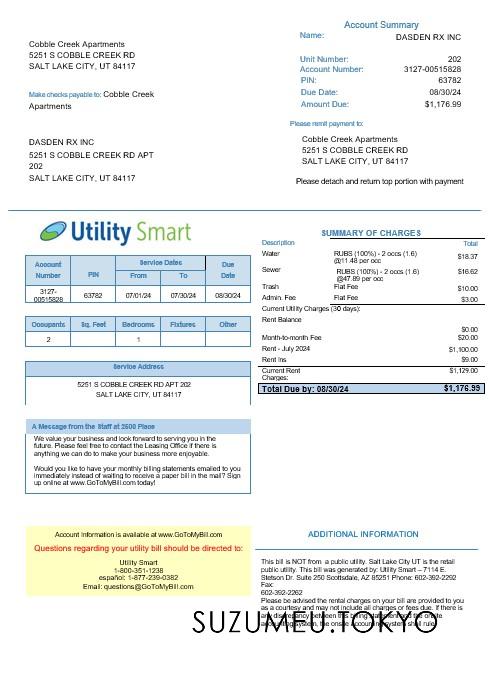 Account Summary
Cobble Creek Apartments
5251 S COBBLE CREEK RD
SALT LAKE CITY, UT 84117
Name: DASDEN RX INC
Unit Number: 202
Account Number: 3127-00515828
PIN: 63782
Due Date: 08/30/24
Amount Due: $1,176.99
Make checks payable to: Cobble Creek
Apartments
Please remit payment to:
DASDEN RX INC
5251 S COBBLE CREEK RD APT
202
SALT LAKE CITY, UT 84117
Cobble Creek Apartments
5251 S COBBLE CREEK RD
SALT LAKE CITY, UT 84117
Please detach and return top portion with payment
Utility Smart
Account Number PIN Service Dates From To Due Date
3127-00515828 63782 07/01/24 07/30/24 08/30/24
Occupants Sq. Feet Bedrooms Fixtures Other
2 1
Service Address
5251 S COBBLE CREEK RD APT 202
SALT LAKE CITY, UT 84117
SUMMARY OF CHARGES
Description Total
Water RUBS (100%) - 2 occs (1.6) @11.48 per occ $18.37
Sewer RUBS (100%) - 2 occs (1.6) @47.89 per occ $16.62
Trash Flat Fee $10.00
Admin. Fee Flat Fee $3.00
Current Utility Charges (30 days):
Rent Balance $0.00
Month-to-month Fee $20.00
Rent - July 2024 $1,100.00
Rent Ins $9.00
Current Rent Charges: $1,129.00
Total Due by: 08/30/24 $1,176.99
A Message from the Staff at 2500 Place
We value your business and look forward to serving you in the
future. Please feel free to contact the Leasing Office if there is
anything we can do to make your business more enjoyable.
Would you like to have your monthly billing statements emailed to you
immediately instead of waiting to receive a paper bill in the mail? Sign
up online at www.GoToMyBill.com today!
Account Information is available at www.GoToMyBill.com
Questions regarding your utility bill should be directed to:
Utility Smart
1-800-351-1238
español: 1-877-239-0382
Email: questions@GoToMyBill.com
ADDITIONAL INFORMATION
This bill is NOT from a public utility. Salt Lake City UT is the retail
public utility. This bill was generated by: Utility Smart – 7114 E.
Stetson Dr. Suite 250 Scottsdale, AZ 85251 Phone: 602-392-2292
Fax:
602-392-2262
Please be advised the rental charges on your bill are provided to you
as a courtesy and may not include all charges or fees due. If there is
any discrepancy between this billing statement and the onsite
accounting system, the onsite accounting system shall rule.
SUZUMEU.TOKYO